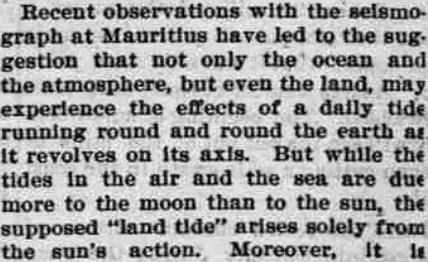 Recent observations with the seismo-
graph at Mauritius have led to the sug-
gestion that not only the ocean and
the atmosphere, but even the land, may
experience the effects of a daily tide
running round and round the earth as
it revolves on its axis. But while the
tides in the air and the sea are due
more to the moon than to the sun, the
supposed "land tide" arises solely from
the sun's action. Moreover, it is